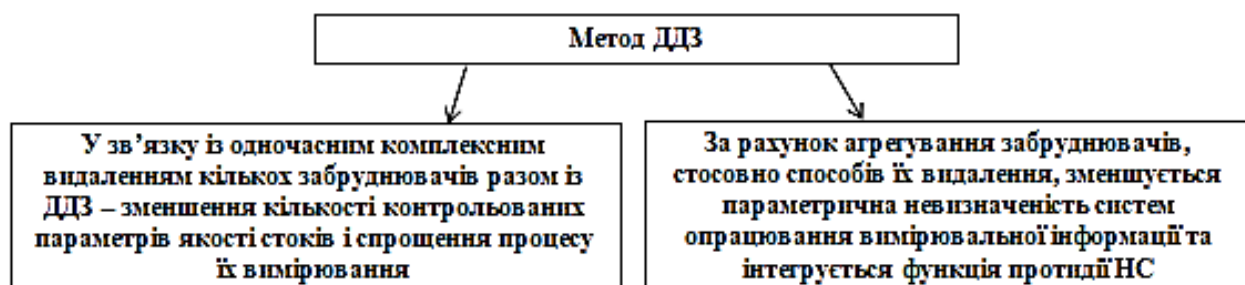 Метод ДДЗ
У зв’язку із одночасним комплексним
видаленням кількох забруднювачів разом із
ДДЗ – зменшення кількості контрольованих
параметрів якості стоків і спрощення процесу
їх вимірювання
За рахунок агрегування забруднювачів,
стосовно способів їх видалення, зменшується
параметрична невизначеність систем
опрацювання вимірювальної інформації та
інтегрується функція протидії НС